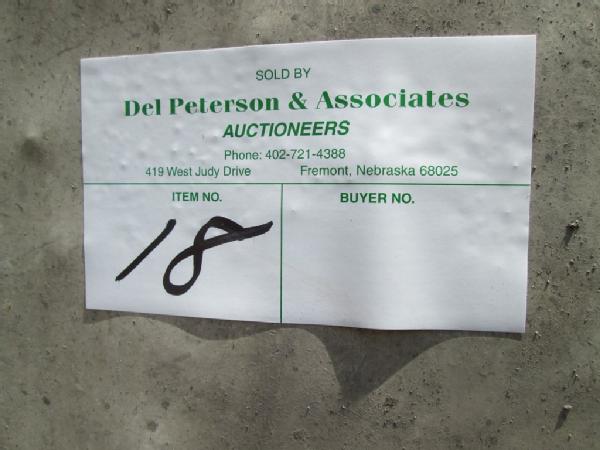 SOLD BY
Del Peterson & Associates
AUCTIONEERS
Phone: 402-721-4388
419 West Judy Drive Fremont, Nebraska 68025
ITEM NO. BUYER NO.
18